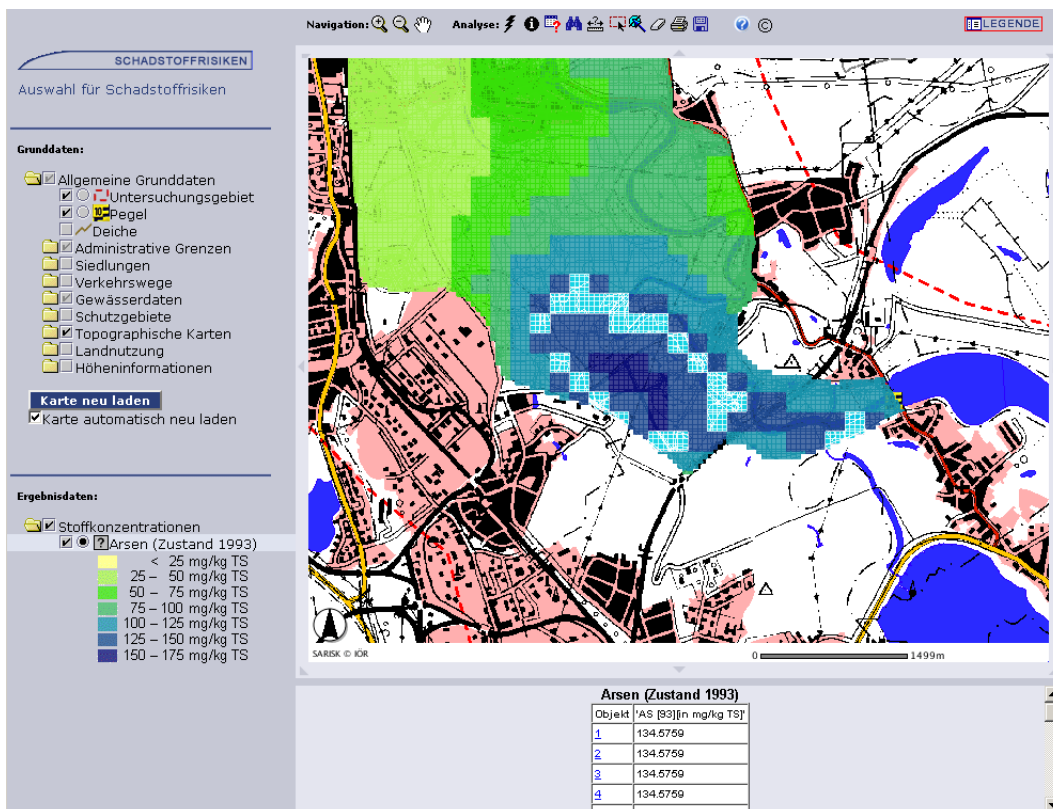 Navigation: Analyse: LEGENDE
SCHADSTOFFRISIKEN
Auswahl für Schadstoffrisiken
Grunddaten:
Allgemeine Grunddaten
Untersuchungsgebiet
Pegel
Deiche
Administrative Grenzen
Siedlungen
Verkehrswege
Gewässerdaten
Schutzgebiete
Topographische Karten
Landnutzung
Höheninformationen
Karte neu laden
Karte automatisch neu laden
Ergebnisdaten:
Stoffkonzentrationen
Arsen (Zustand 1993)
< 25 mg/kg TS
25 – 50 mg/kg TS
50 – 75 mg/kg TS
75 – 100 mg/kg TS
100 – 125 mg/kg TS
125 – 150 mg/kg TS
150 – 175 mg/kg TS
SARISK © IÖR
0 1499m
Arsen (Zustand 1993)
Objekt 'AS [93][in mg/kg TS]'
1 134.5759
2 134.5759
3 134.5759
4 134.5759